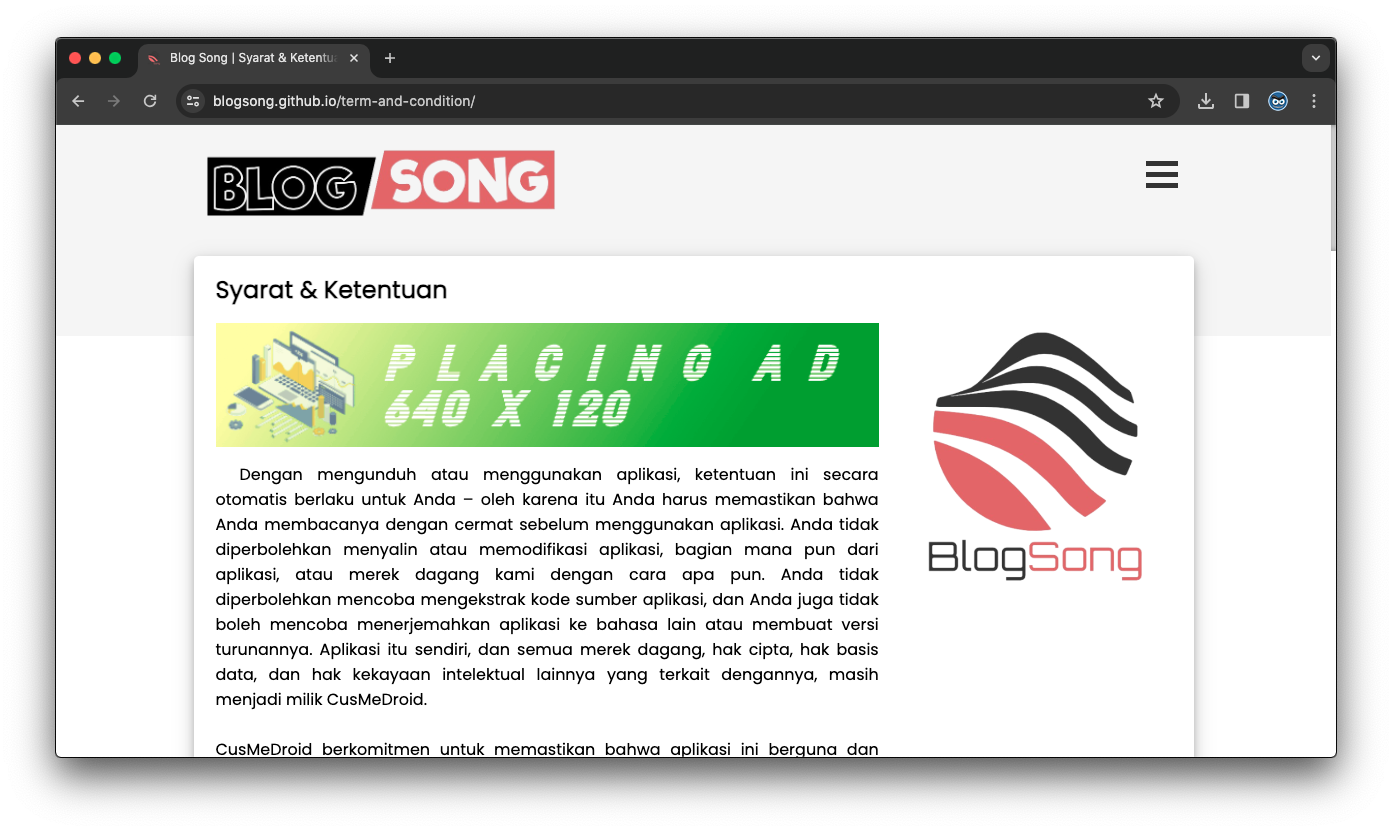 Blog Song | Syarat & Ketentua
blogsong.github.io/term-and-condition/
BLOG SONG
Syarat & Ketentuan
PLACING AD
640 X 120
Dengan mengunduh atau menggunakan aplikasi, ketentuan ini secara
otomatis berlaku untuk Anda – oleh karena itu Anda harus memastikan bahwa
Anda membacanya dengan cermat sebelum menggunakan aplikasi. Anda tidak
diperbolehkan menyalin atau memodifikasi aplikasi, bagian mana pun dari
aplikasi, atau merek dagang kami dengan cara apa pun. Anda tidak
diperbolehkan mencoba mengekstrak kode sumber aplikasi, dan Anda juga tidak
boleh mencoba menerjemahkan aplikasi ke bahasa lain atau membuat versi
turunannya. Aplikasi itu sendiri, dan semua merek dagang, hak cipta, hak basis
data, dan hak kekayaan intelektual lainnya yang terkait dengannya, masih
menjadi milik CusMeDroid.
CusMeDroid berkomitmen untuk memastikan bahwa aplikasi ini berguna dan
BlogSong